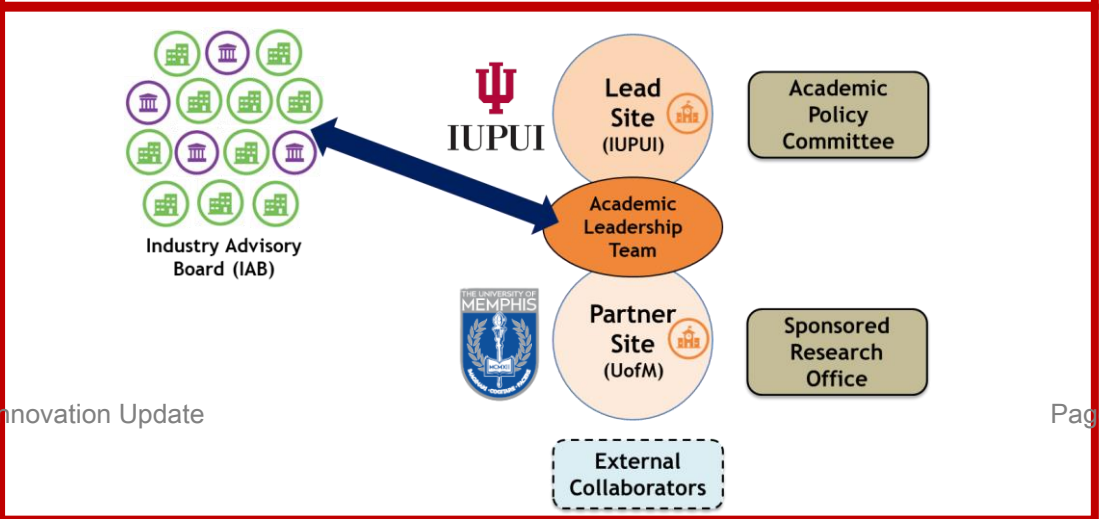 IUPUI
Lead
Site
(IUPUI)
Academic
Policy
Committee
Academic
Leadership
Team
Industry Advisory
Board (IAB)
THE UNIVERSITY OF
MEMPHIS
Partner
Site
(UofM)
Sponsored
Research
Office
nnovation Update
Pag
External
Collaborators